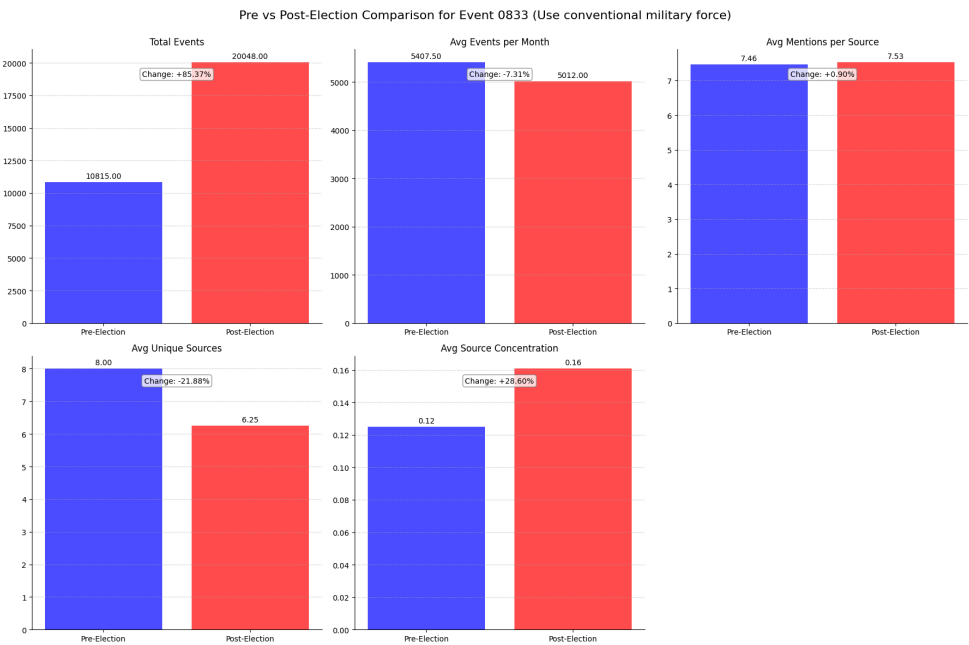 Pre vs Post-Election Comparison for Event 0833 (Use conventional military force)
Total Events
20048.00
Change: +85.37%
10815.00
20000
17500
15000
12500
10000
7500
5000
2500
0
Pre-Election
Post-Election
Avg Events per Month
5407.50
Change: -7.31%
5012.00
5000
4000
3000
2000
1000
0
Pre-Election
Post-Election
Avg Mentions per Source
7.46
7.53
Change: +0.90%
7
6
5
4
3
2
1
0
Pre-Election
Post-Election
Avg Unique Sources
8.00
Change: -21.88%
6.25
8
7
6
5
4
3
2
1
0
Pre-Election
Post-Election
Avg Source Concentration
0.16
Change: +28.60%
0.12
0.16
0.14
0.12
0.10
0.08
0.06
0.04
0.02
0.00
Pre-Election
Post-Election